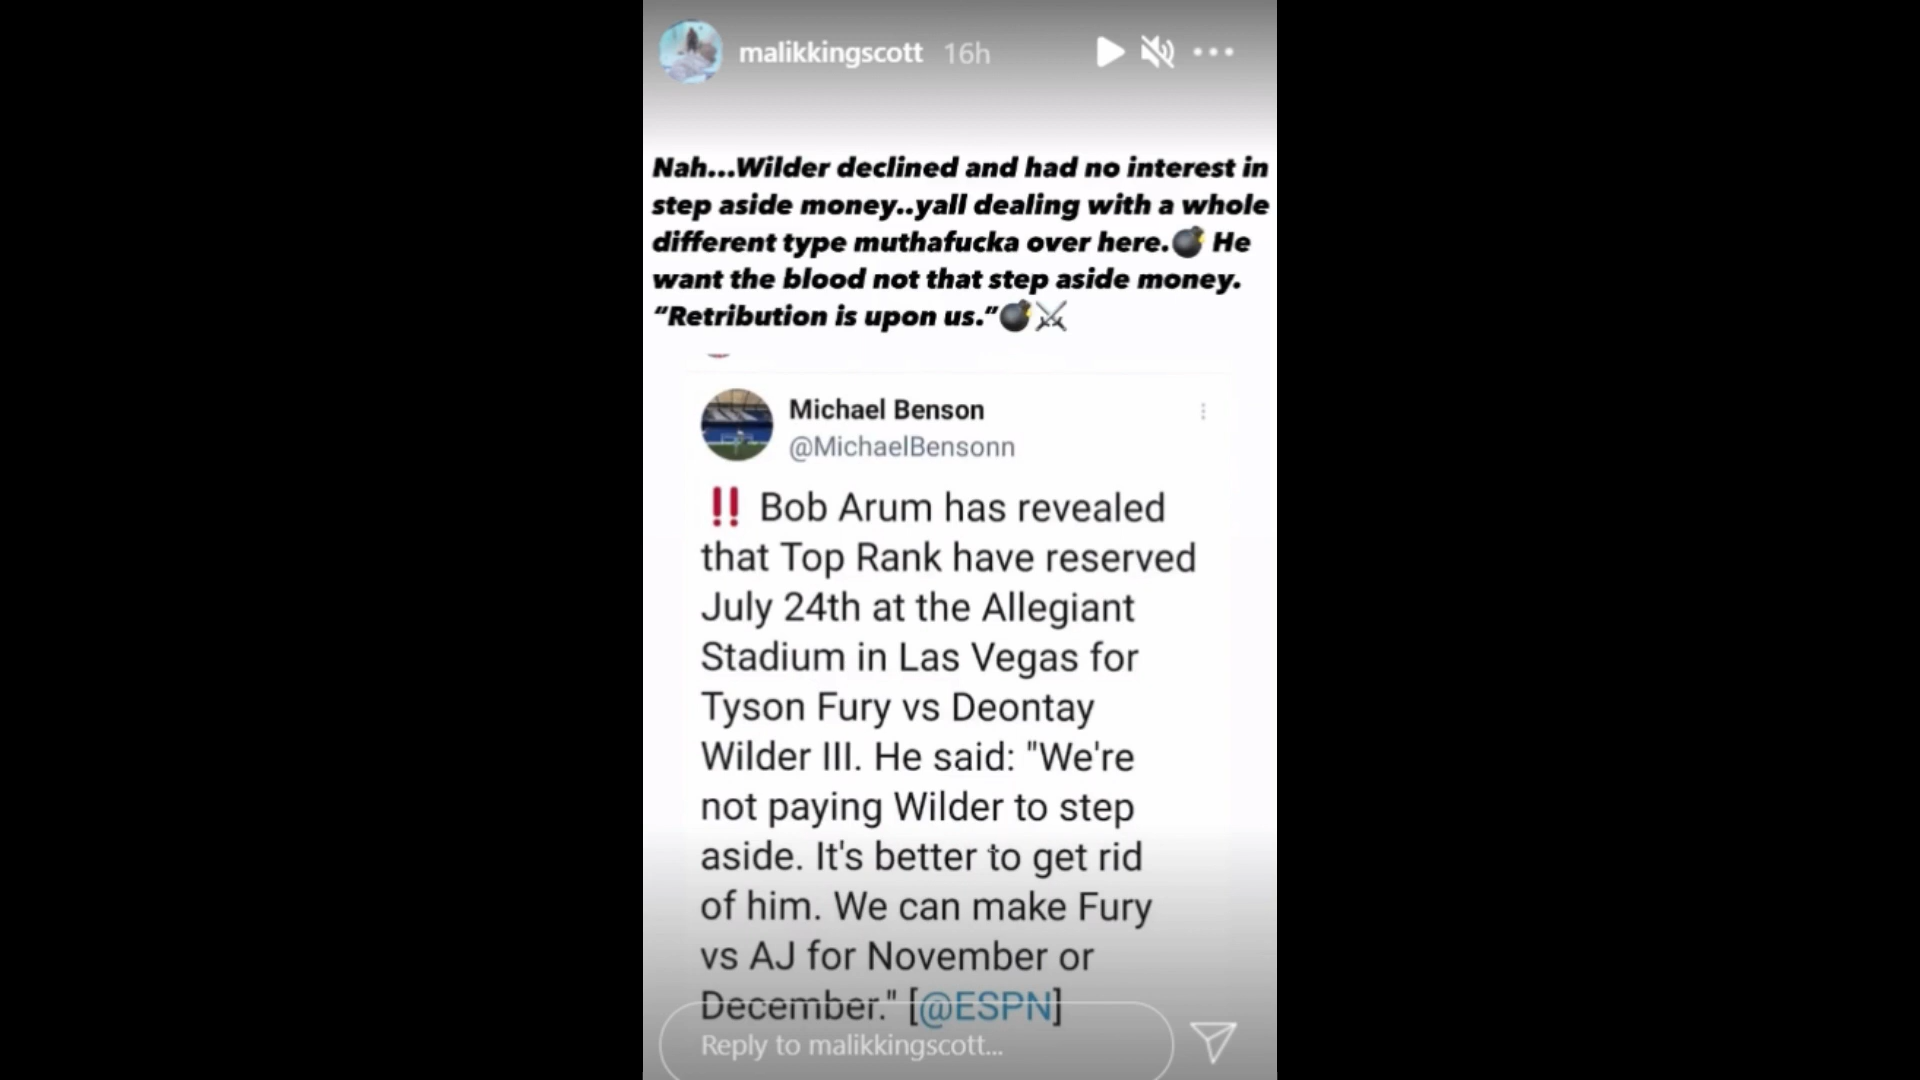 malikkingscott 16h
Nah...Wilder declined and had no interest in
step aside money..yall dealing with a whole
different type muthafucka over here.💣 He
want the blood not that step aside money.
“Retribution is upon us.”💣⚔
Michael Benson
@MichaelBensonn
‼ Bob Arum has revealed
that Top Rank have reserved
July 24th at the Allegiant
Stadium in Las Vegas for
Tyson Fury vs Deontay
Wilder III. He said: "We're
not paying Wilder to step
aside. It's better to get rid
of him. We can make Fury
vs AJ for November or
December." [@ESPN]
Reply to malikkingscott...